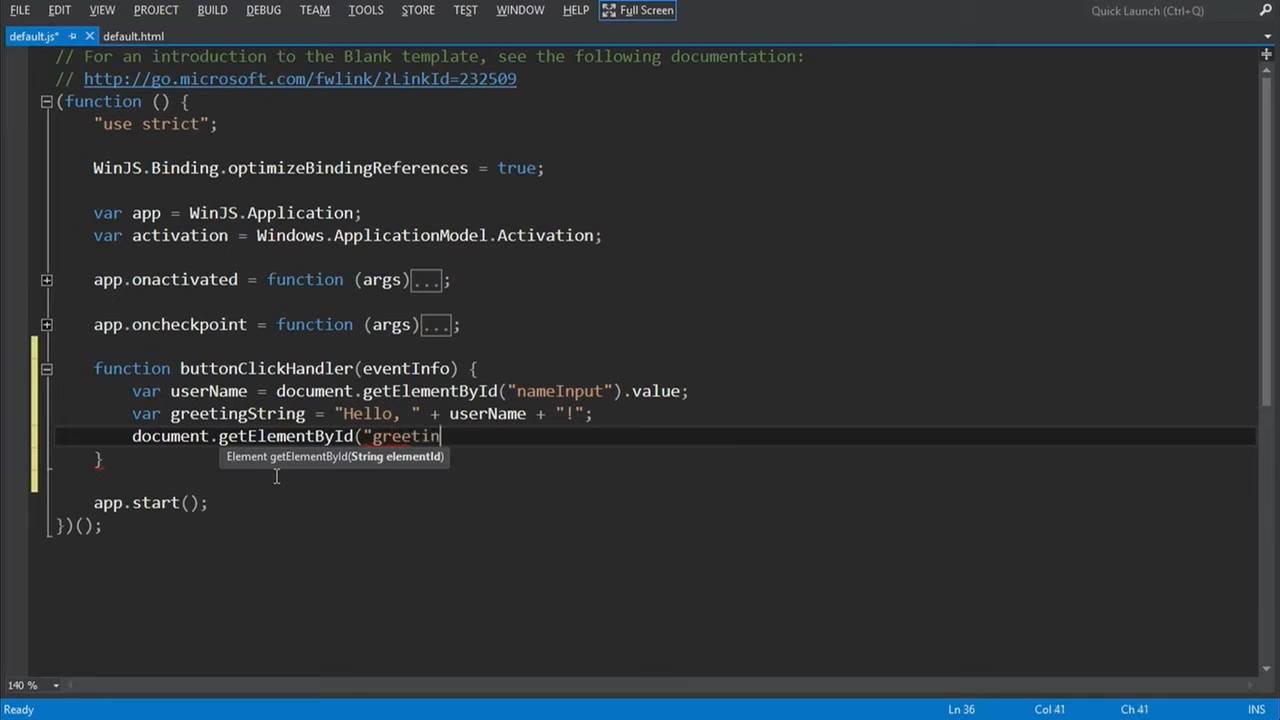 FILE EDIT VIEW PROJECT BUILD DEBUG TEAM TOOLS STORE TEST WINDOW HELP Full Screen Quick Launch (Ctrl+Q)
default.js* default.html
// For an introduction to the Blank template, see the following documentation:
// http://go.microsoft.com/fwlink/?LinkId=232509
(function () {
"use strict";
WinJS.Binding.optimizeBindingReferences = true;
var app = WinJS.Application;
var activation = Windows.ApplicationModel.Activation;
app.onactivated = function (args)...;
app.oncheckpoint = function (args)...;
function buttonClickHandler(eventInfo) {
var userName = document.getElementById("nameInput").value;
var greetingString = "Hello, " + userName + "!";
document.getElementById("greetin
Element getElementById(String elementId)
}
app.start();
})();
140 %
Ready Ln 36 Col 41 Ch 41 INS